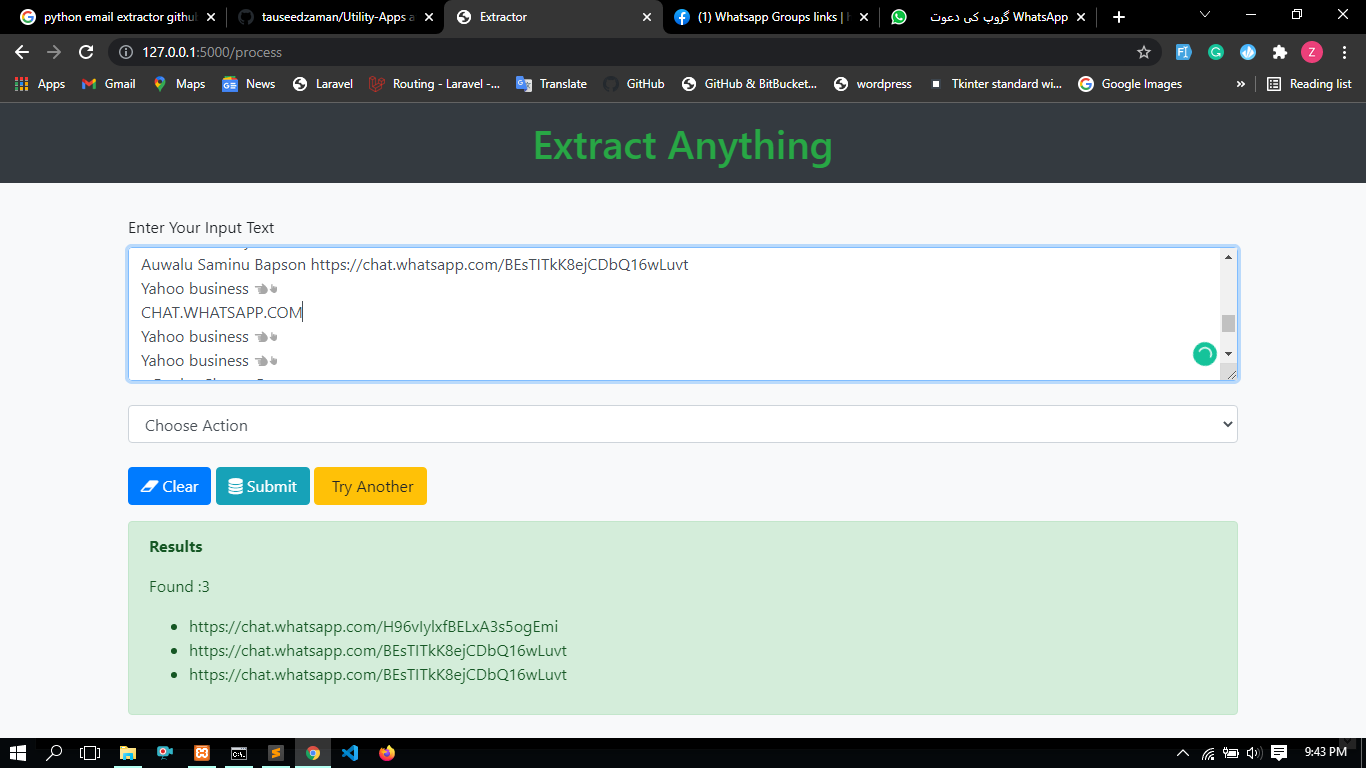 python email extractor githu
tauseedzaman/Utility-Apps a
Extractor
(1) Whatsapp Groups links | h
WhatsApp گروپ کی دعوت
127.0.0.1:5000/process
Apps
Gmail
Maps
News
Laravel
Routing - Laravel -...
Translate
GitHub
GitHub & BitBucket...
wordpress
Tkinter standard wi...
Google Images
»
Reading list
Extract Anything
Enter Your Input Text
Auwalu Saminu Bapson https://chat.whatsapp.com/BEsTITkK8ejCDbQ16wLuvt
Yahoo business 👈👆
CHAT.WHATSAPP.COM
Yahoo business 👈👆
Yahoo business 👈👆
Choose Action
Clear
Submit
Try Another
Results
Found :3
https://chat.whatsapp.com/H96vIylxfBELxA3s5ogEmi
https://chat.whatsapp.com/BEsTITkK8ejCDbQ16wLuvt
https://chat.whatsapp.com/BEsTITkK8ejCDbQ16wLuvt
9:43 PM